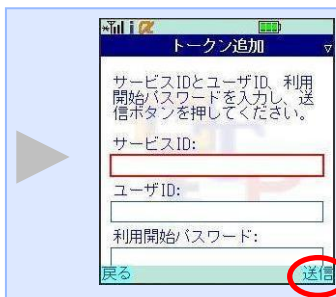 トークン追加
サービスIDとユーザID、利用
開始パスワードを入力し、送
信ボタンを押してください。
サービスID:
ユーザID:
利用開始パスワード:
戻る
送信